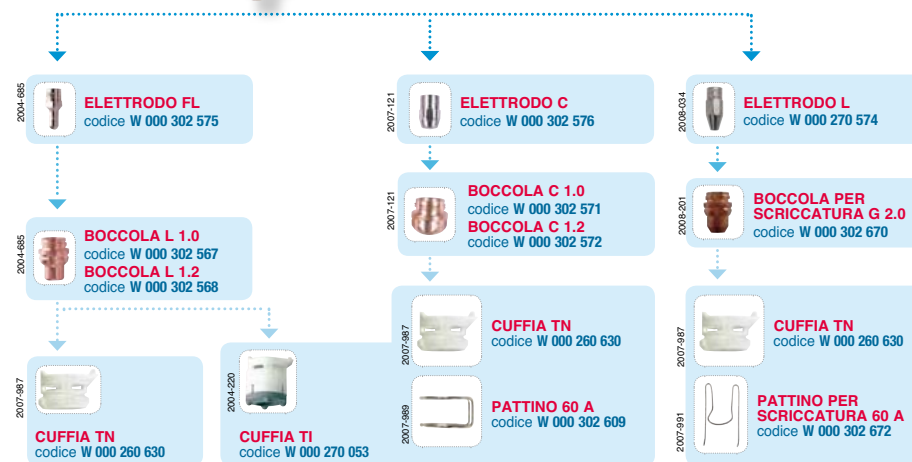 2004-685
ELETTRODO FL
codice W 000 302 575
2004-685
BOCCOLA L 1.0
codice W 000 302 567
BOCCOLA L 1.2
codice W 000 302 568
2007-987
CUFFIA TN
codice W 000 260 630
2004-220
CUFFIA TI
codice W 000 270 053
2007-121
ELETTRODO C
codice W 000 302 576
2007-121
BOCCOLA C 1.0
codice W 000 302 571
BOCCOLA C 1.2
codice W 000 302 572
2007-987
CUFFIA TN
codice W 000 260 630
2007-989
PATTINO 60 A
codice W 000 302 609
2008-034
ELETTRODO L
codice W 000 270 574
2008-201
BOCCOLA PER
SCRICCATURA G 2.0
codice W 000 302 670
2007-987
CUFFIA TN
codice W 000 260 630
2007-991
PATTINO PER
SCRICCATURA 60 A
codice W 000 302 672